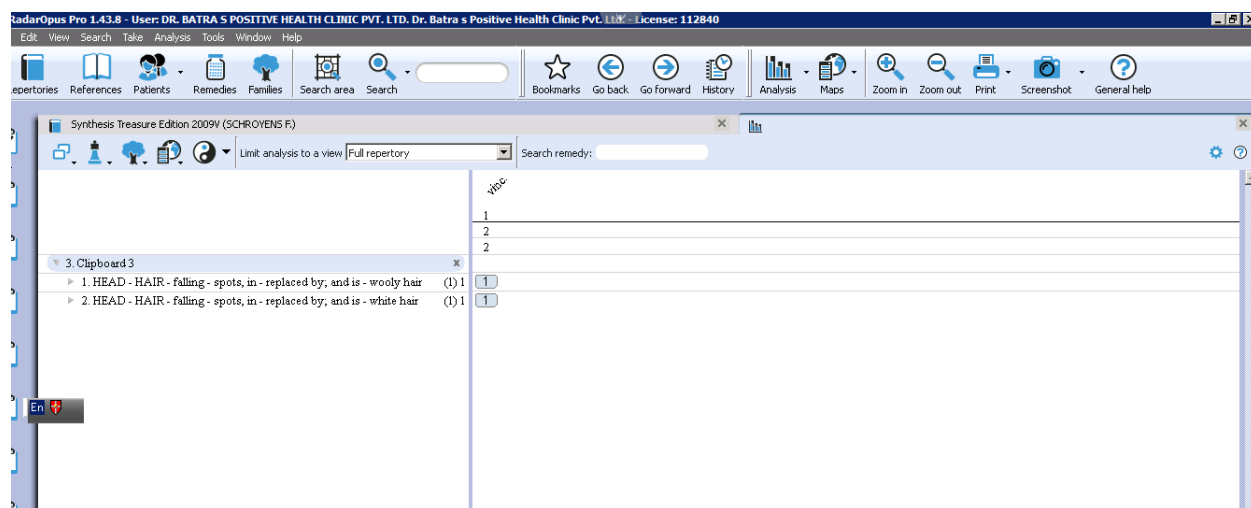 RadarOpus Pro 1.43.8 - User: DR. BATRA S POSITIVE HEALTH CLINIC PVT. LTD. Dr. Batra s Positive Health Clinic Pvt. Ltd. - License: 112840
Edit View Search Take Analysis Tools Window Help
epertories References Patients Remedies Families Search area Search Bookmarks Go back Go forward History Analysis Maps Zoom in Zoom out Print Screenshot General help
Synthesis Treasure Edition 2009V (SCHROYENS F.)
Limit analysis to a view Full repertory Search remedy:
vinc.
1
2
2
3. Clipboard 3
1. HEAD - HAIR - falling - spots, in - replaced by; and is - wooly hair (1) 1 1
2. HEAD - HAIR - falling - spots, in - replaced by; and is - white hair (1) 1 1
En